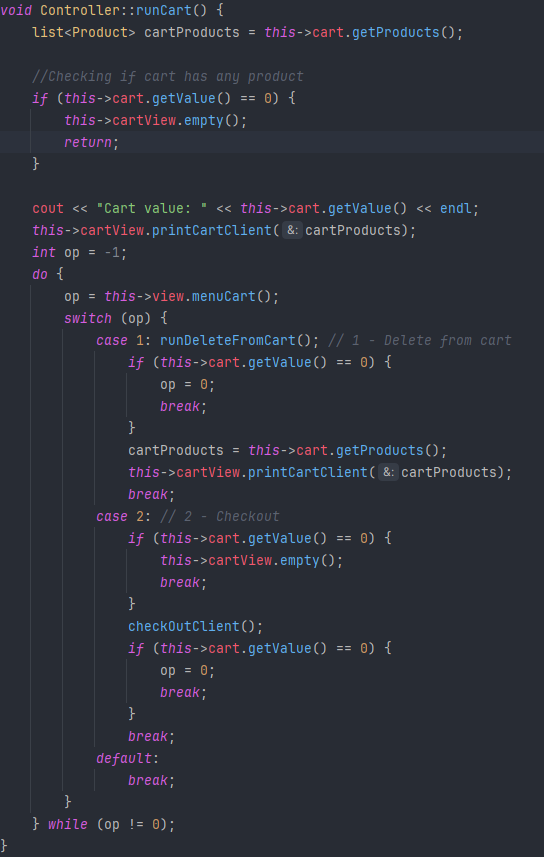 void Controller::runCart() {
    list<Product> cartProducts = this->cart.getProducts();

    //Checking if cart has any product
    if (this->cart.getValue() == 0) {
        this->cartView.empty();
        return;
    }

    cout << "Cart value: " << this->cart.getValue() << endl;
    this->cartView.printCartClient( &: cartProducts);
    int op = -1;
    do {
        op = this->view.menuCart();
        switch (op) {
            case 1: runDeleteFromCart(); // 1 - Delete from cart
                if (this->cart.getValue() == 0) {
                    op = 0;
                    break;
                }
                cartProducts = this->cart.getProducts();
                this->cartView.printCartClient( &: cartProducts);
                break;
            case 2: // 2 - Checkout
                if (this->cart.getValue() == 0) {
                    this->cartView.empty();
                    break;
                }
                checkOutClient();
                if (this->cart.getValue() == 0) {
                    op = 0;
                    break;
                }
                break;
            default:
                break;
        }
    } while (op != 0);
}